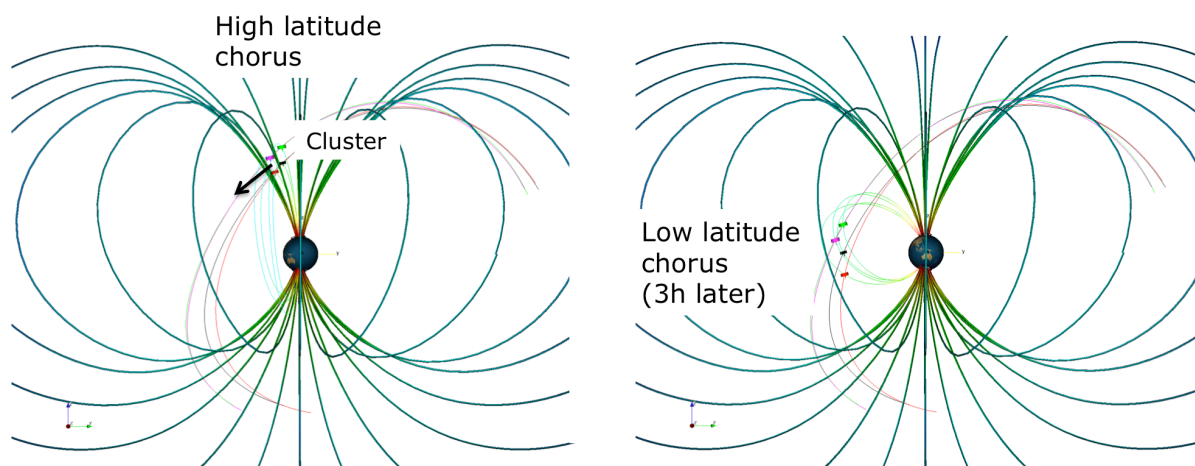 High latitude
chorus
Cluster
Low latitude
chorus
(3h later)
Y
Y